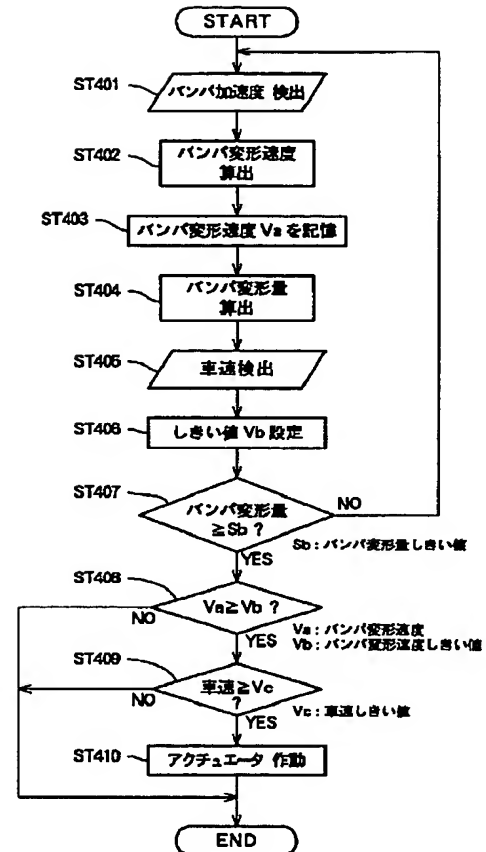 START
ST401
バンパ加速度 検出
ST402
バンパ変形速度
算出
ST403
バンパ変形速度 Va を記憶
ST404
バンパ変形量
算出
ST405
車速検出
ST406
しきい値 Vb 設定
ST407
バンパ変形量
≧Sb ?
NO
YES
Sb : バンパ変形量しきい値
ST408
Va≧Vb ?
NO
YES
Va : バンパ変形速度
Vb : バンパ変形速度しきい値
ST409
車速≧Vc
?
NO
YES
Vc : 車速しきい値
ST410
アクチュエータ 作動
END